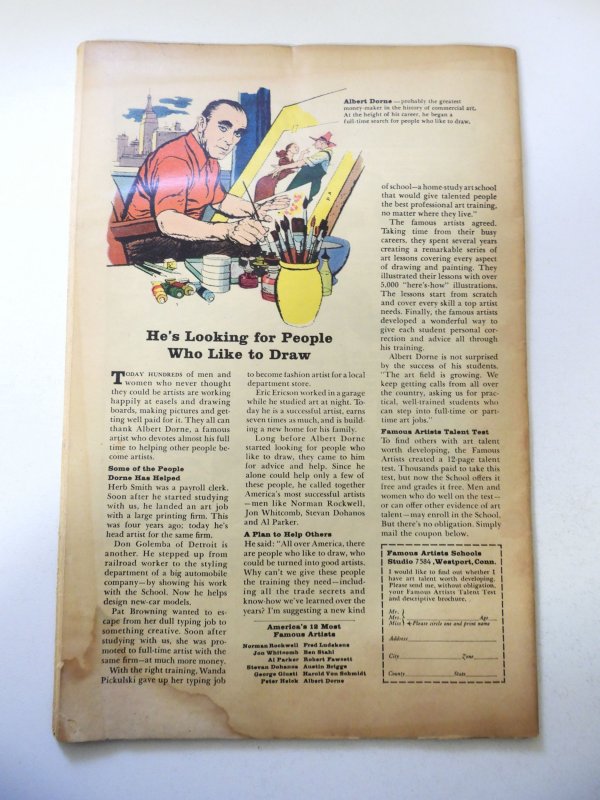 Albert Dorne — probably the greatest
money-maker in the history of commercial art.
At the height of his career, he began a
full-time search for people who like to draw.
He's Looking for People
Who Like to Draw
TODAY HUNDREDS of men and
women who never thought
they could be artists are working
happily at easels and drawing
boards, making pictures and get-
ting well paid for it. They all can
thank Albert Dorne, a famous
artist who devotes almost his full
time to helping other people be-
come artists.
Some of the People
Dorne Has Helped
Herb Smith was a payroll clerk.
Soon after he started studying
with us, he landed an art job
with a large printing firm. This
was four years ago; today he's
head artist for the same firm.
Don Golemba of Detroit is
another. He stepped up from
railroad worker to the styling
department of a big automobile
company—by showing his work
with the School. Now he helps
design new-car models.
Pat Browning wanted to es-
cape from her dull typing job to
something creative. Soon after
studying with us, she was pro-
moted to full-time artist with the
same firm—at much more money.
With the right training, Wanda
Pickulski gave up her typing job
to become fashion artist for a local
department store.
Eric Ericson worked in a garage
while he studied art at night. To-
day he is a successful artist, earns
seven times as much, and is build-
ing a new home for his family.
Long before Albert Dorne
started looking for people who
like to draw, they came to him
for advice and help. Since he
alone could help only a few of
these people, he called together
America's most successful artists
—men like Norman Rockwell,
Jon Whitcomb, Stevan Dohanos
and Al Parker.
A Plan to Help Others
He said: "All over America, there
are people who like to draw, who
could be turned into good artists.
Why can't we give these people
the training they need—includ-
ing all the trade secrets and
know-how we've learned over the
years? I'm suggesting a new kind
America's 12 Most
Famous Artists
Norman Rockwell Fred Ludekens
Jon Whitcomb Ben Stahl
Al Parker Robert Fawcett
Stevan Dohanos Austin Briggs
George Giusti Harold Von Schmidt
Peter Helck Albert Dorne
of school—a home-study art school
that would give talented people
the best professional art training,
no matter where they live."
The famous artists agreed.
Taking time from their busy
careers, they spent several years
creating a remarkable series of
art lessons covering every aspect
of drawing and painting. They
illustrated their lessons with over
5,000 "here's-how" illustrations.
The lessons start from scratch
and cover every skill a top artist
needs. Finally, the famous artists
developed a wonderful way to
give each student personal cor-
rection and advice all through
his training.
Albert Dorne is not surprised
by the success of his students.
"The art field is growing. We
keep getting calls from all over
the country, asking us for prac-
tical, well-trained students who
can step into full-time or part-
time art jobs."
Famous Artists Talent Test
To find others with art talent
worth developing, the Famous
Artists created a 12-page talent
test. Thousands paid to take this
test, but now the School offers it
free and grades it free. Men and
women who do well on the test—
or can offer other evidence of art
talent—may enroll in the School.
But there's no obligation. Simply
mail the coupon below.
Famous Artists Schools
Studio 7584, Westport, Conn.
I would like to find out whether I
have art talent worth developing.
Please send me, without obligation,
your Famous Artists Talent Test
and descriptive brochure.
Mr.
Mrs. Age
Miss Please circle one and print name
Address
City Zone
County State